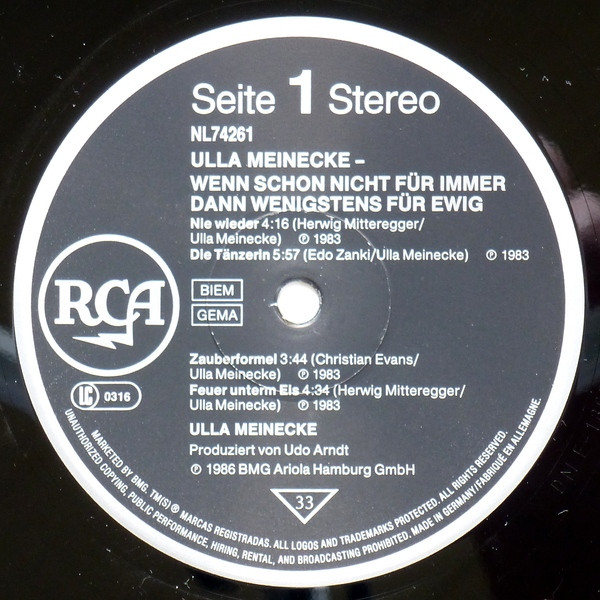 Seite 1 Stereo
NL74261
ULLA MEINECKE –
WENN SCHON NICHT FÜR IMMER
DANN WENIGSTENS FÜR EWIG
Nie wieder 4:16 (Herwig Mitteregger/
Ulla Meinecke) ℗ 1983
Die Tänzerin 5:57 (Edo Zanki/Ulla Meinecke) ℗ 1983
RCA
BIEM
GEMA
Zauberformel 3:44 (Christian Evans/
Ulla Meinecke) ℗ 1983
Feuer unterm Eis 4:34 (Herwig Mitteregger/
Ulla Meinecke) ℗ 1983
LC 0316
ULLA MEINECKE
Produziert von Udo Arndt
℗ 1986 BMG Ariola Hamburg GmbH
33
MARKETED BY BMG. TM(S) ® MARCAS REGISTRADAS. ALL LOGOS AND TRADEMARKS PROTECTED. ALL RIGHTS RESERVED.
UNAUTHORIZED COPYING, PUBLIC PERFORMANCE, HIRING, RENTAL, AND BROADCASTING PROHIBITED. MADE IN GERMANY/FABRIQUÉ EN ALLEMAGNE.